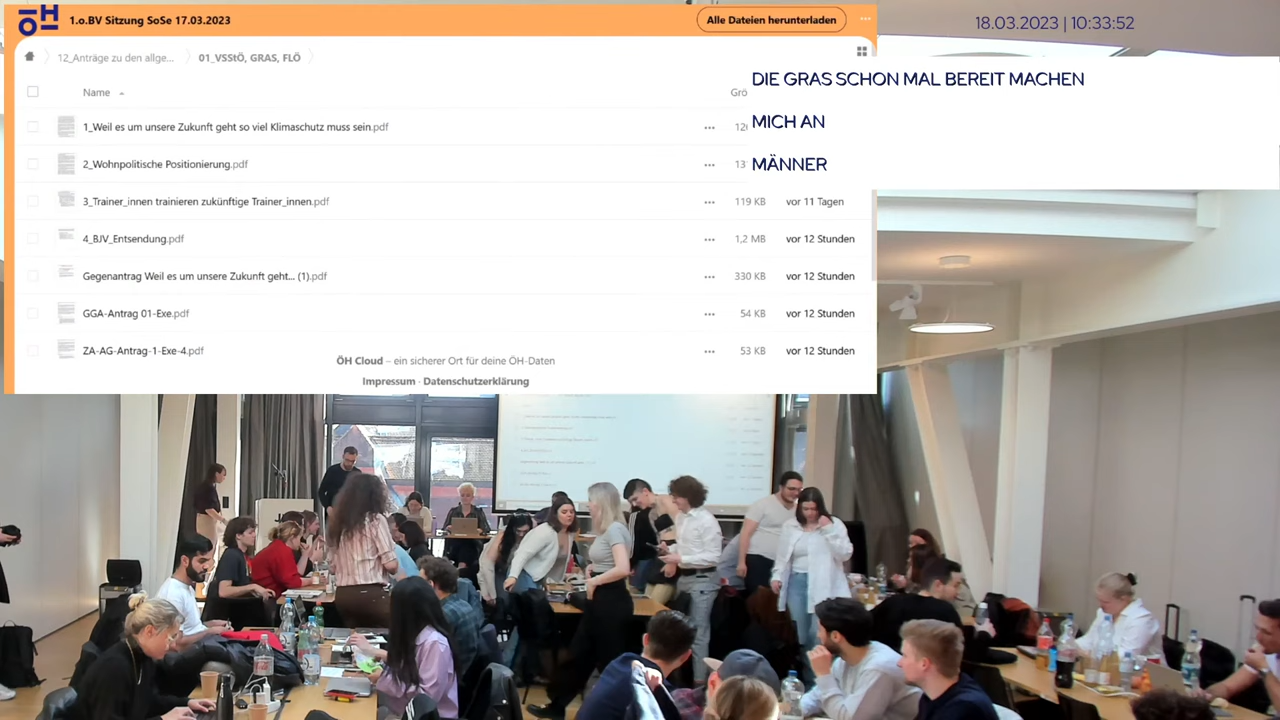 ÖH
1.o.BV Sitzung SoSe 17.03.2023
Alle Dateien herunterladen
18.03.2023 | 10:33:52
12_Anträge zu den allge...
01_VSStÖ, GRAS, FLÖ
DIE GRAS SCHON MAL BEREIT MACHEN
MICH AN
MÄNNER
Name
Grö
1_Weil es um unsere Zukunft geht so viel Klimaschutz muss sein.pdf
2_Wohnpolitische Positionierung.pdf
3_Trainer_innen trainieren zukünftige Trainer_innen.pdf
119 KB
vor 11 Tagen
4_BJV_Entsendung.pdf
1,2 MB
vor 12 Stunden
Gegenantrag Weil es um unsere Zukunft geht... (1).pdf
330 KB
vor 12 Stunden
GGA-Antrag 01-Exe.pdf
54 KB
vor 12 Stunden
ZA-AG-Antrag-1-Exe-4.pdf
53 KB
vor 12 Stunden
ÖH Cloud – ein sicherer Ort für deine ÖH-Daten
Impressum · Datenschutzerklärung